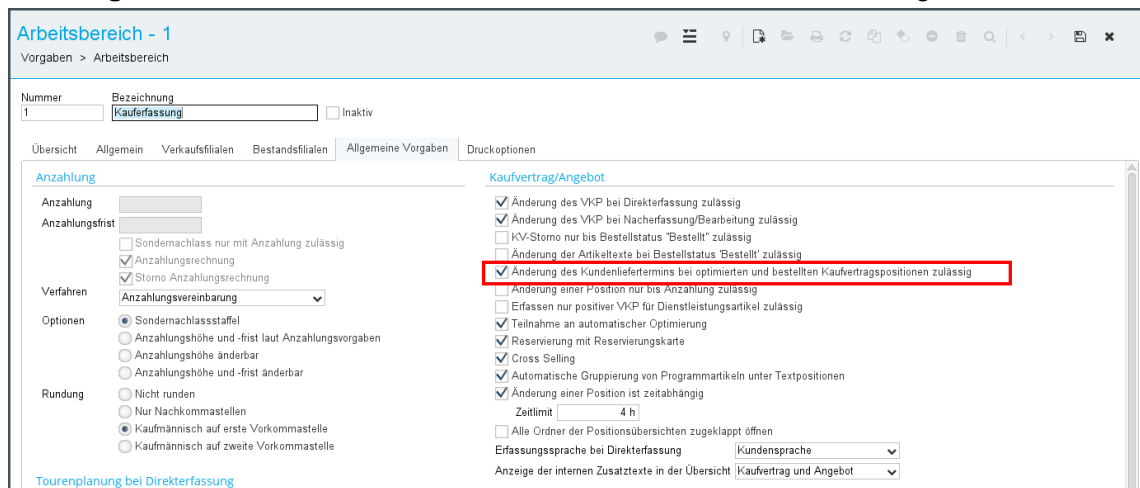 Arbeitsbereich - 1
Vorgaben > Arbeitsbereich
Nummer Bezeichnung
1 Kauferfassung Inaktiv
Übersicht Allgemein Verkaufsfilialen Bestandsfilialen Allgemeine Vorgaben Druckoptionen
Anzahlung
Anzahlung
Anzahlungsfrist
Sondernachlass nur mit Anzahlung zulässig
Anzahlungsrechnung
Storno Anzahlungsrechnung
Verfahren Anzahlungsvereinbarung
Optionen Sondernachlassstaffel
Anzahlungshöhe und -frist laut Anzahlungsvorgaben
Anzahlungshöhe änderbar
Anzahlungshöhe und -frist änderbar
Rundung Nicht runden
Nur Nachkommastellen
Kaufmännisch auf erste Vorkommastelle
Kaufmännisch auf zweite Vorkommastelle
Tourenplanung bei Direkterfassung
Kaufvertrag/Angebot
Änderung des VKP bei Direkterfassung zulässig
Änderung des VKP bei Nacherfassung/Bearbeitung zulässig
KV-Storno nur bis Bestellstatus "Bestellt" zulässig
Änderung der Artikeltexte bei Bestellstatus 'Bestellt' zulässig
Änderung des Kundenliefertermins bei optimierten und bestellten Kaufvertragspositionen zulässig
Änderung einer Position nur bis Anzahlung zulässig
Erfassen nur positiver VKP für Dienstleistungsartikel zulässig
Teilnahme an automatischer Optimierung
Reservierung mit Reservierungskarte
Cross Selling
Automatische Gruppierung von Programmartikeln unter Textpositionen
Änderung einer Position ist zeitabhängig
Zeitlimit 4 h
Alle Ordner der Positionsübersichten zugeklappt öffnen
Erfassungssprache bei Direkterfassung Kundensprache
Anzeige der internen Zusatztexte in der Übersicht Kaufvertrag und Angebot